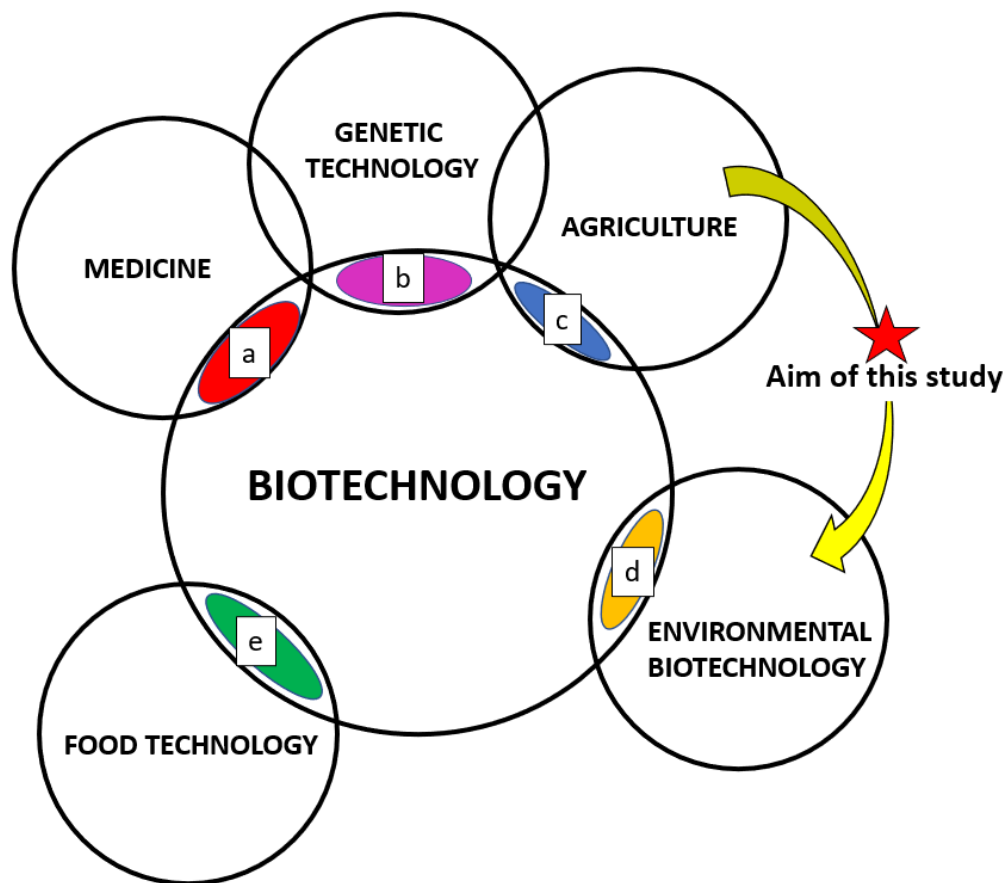 GENETIC
TECHNOLOGY
MEDICINE
AGRICULTURE
b
c
a
Aim of this study
BIOTECHNOLOGY
d
ENVIRONMENTAL
BIOTECHNOLOGY
e
FOOD TECHNOLOGY